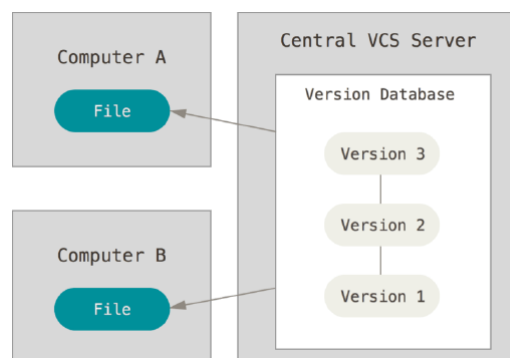 Computer A
File
Computer B
File
Central VCS Server
Version Database
Version 3
Version 2
Version 1